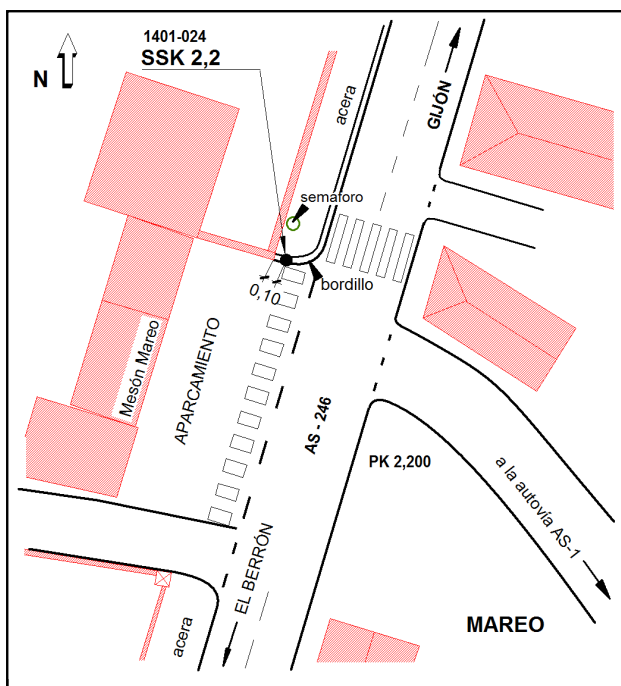 1401-024
SSK 2,2
N
acera
GIJÓN
semaforo
bordillo
0,10
Mesón Mareo
APARCAMIENTO
AS - 246
PK 2,200
a la autovía AS-1
EL BERRÓN
acera
MAREO